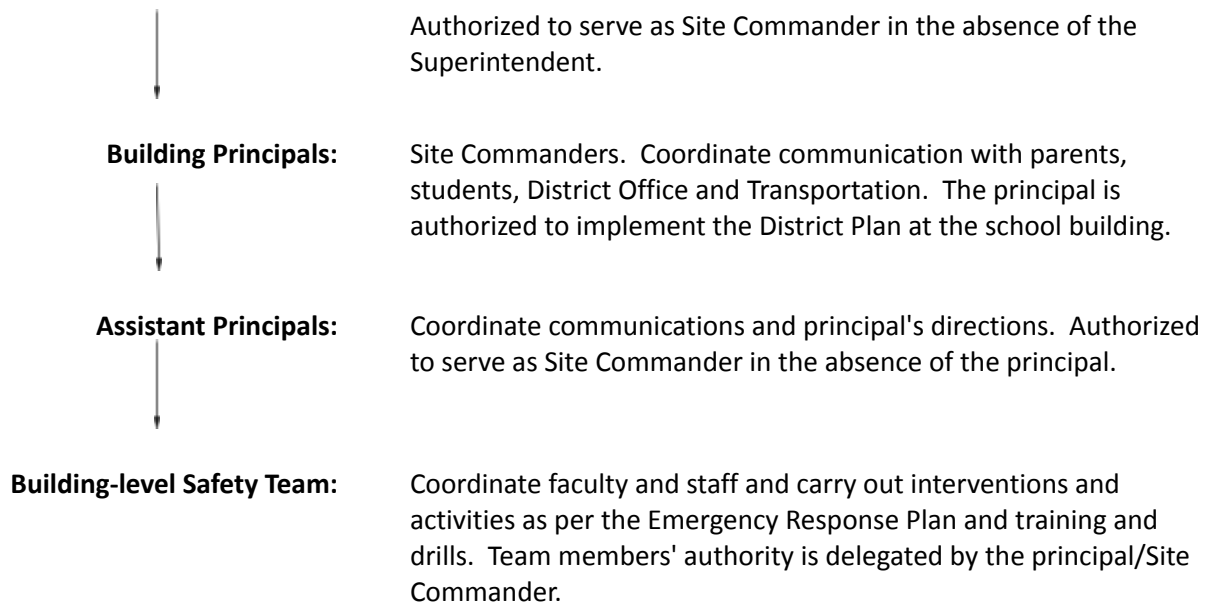 Authorized to serve as Site Commander in the absence of the
Superintendent.
Building Principals: Site Commanders.  Coordinate communication with parents,
students, District Office and Transportation.  The principal is
authorized to implement the District Plan at the school building.
Assistant Principals: Coordinate communications and principal's directions.  Authorized
to serve as Site Commander in the absence of the principal.
Building-level Safety Team: Coordinate faculty and staff and carry out interventions and
activities as per the Emergency Response Plan and training and
drills.  Team members' authority is delegated by the principal/Site
Commander.